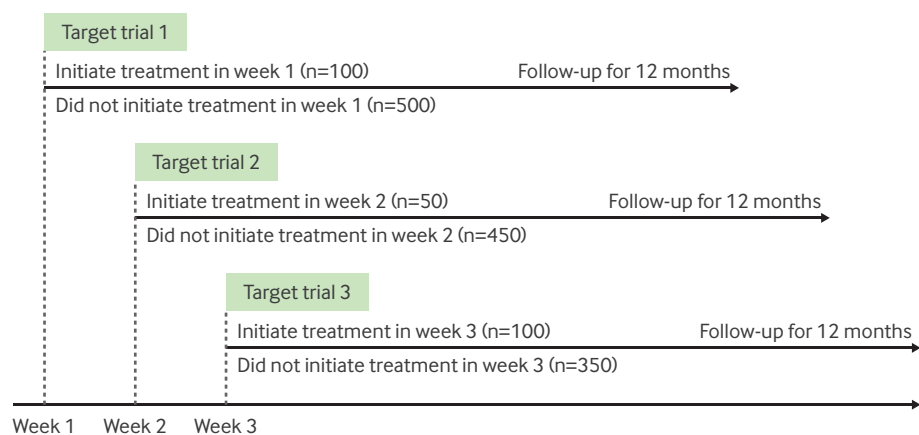 Target trial 1
Initiate treatment in week 1 (n=100) Follow-up for 12 months
Did not initiate treatment in week 1 (n=500)
Target trial 2
Initiate treatment in week 2 (n=50) Follow-up for 12 months
Did not initiate treatment in week 2 (n=450)
Target trial 3
Initiate treatment in week 3 (n=100) Follow-up for 12 months
Did not initiate treatment in week 3 (n=350)
Week 1 Week 2 Week 3